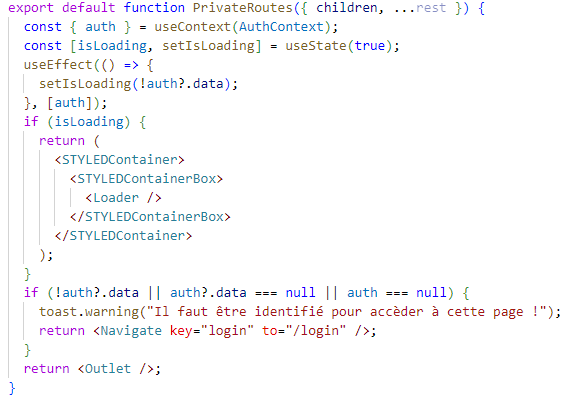 export default function PrivateRoutes({ children, ...rest }) {
  const { auth } = useContext(AuthContext);
  const [isLoading, setIsLoading] = useState(true);
  useEffect(() => {
    setIsLoading(!auth?.data);
  }, [auth]);
  if (isLoading) {
    return (
      <STYLEDContainer>
        <STYLEDContainerBox>
          <Loader />
        </STYLEDContainerBox>
      </STYLEDContainer>
    );
  }
  if (!auth?.data || auth?.data === null || auth === null) {
    toast.warning("Il faut être identifié pour accèder à cette page !");
    return <Navigate key="login" to="/login" />;
  }
  return <Outlet />;
}